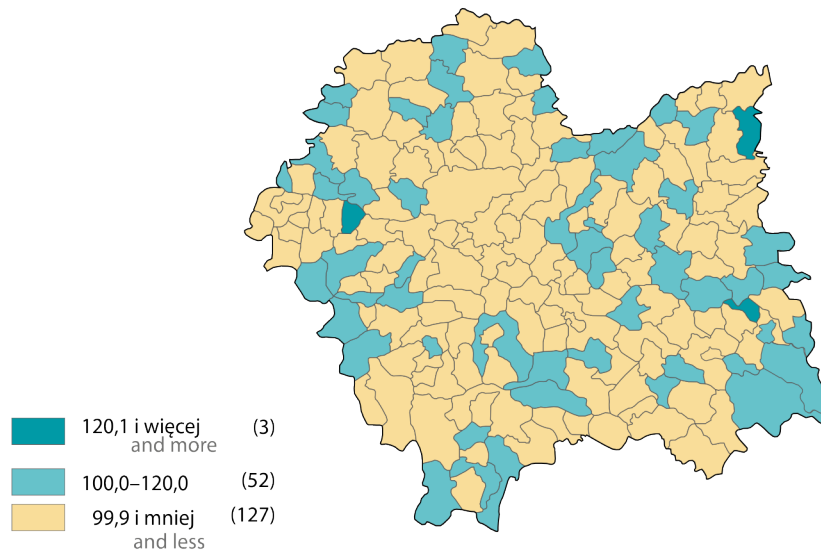 120,1 i więcej (3)
and more
100,0–120,0 (52)
99,9 i mniej (127)
and less